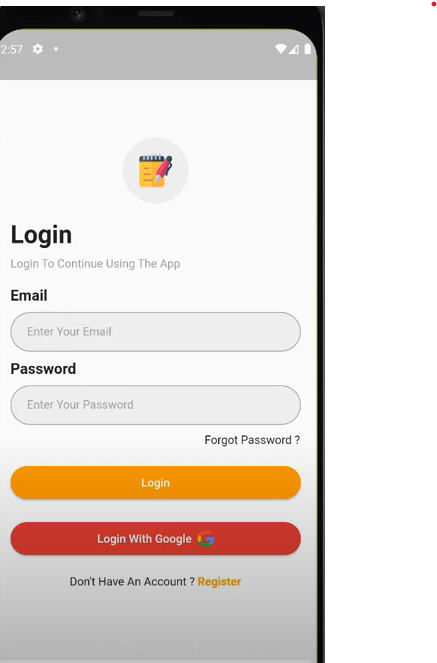 2:57
Login
Login To Continue Using The App
Email
Enter Your Email
Password
Enter Your Password
Forgot Password ?
Login
Login With Google
Don't Have An Account ? Register